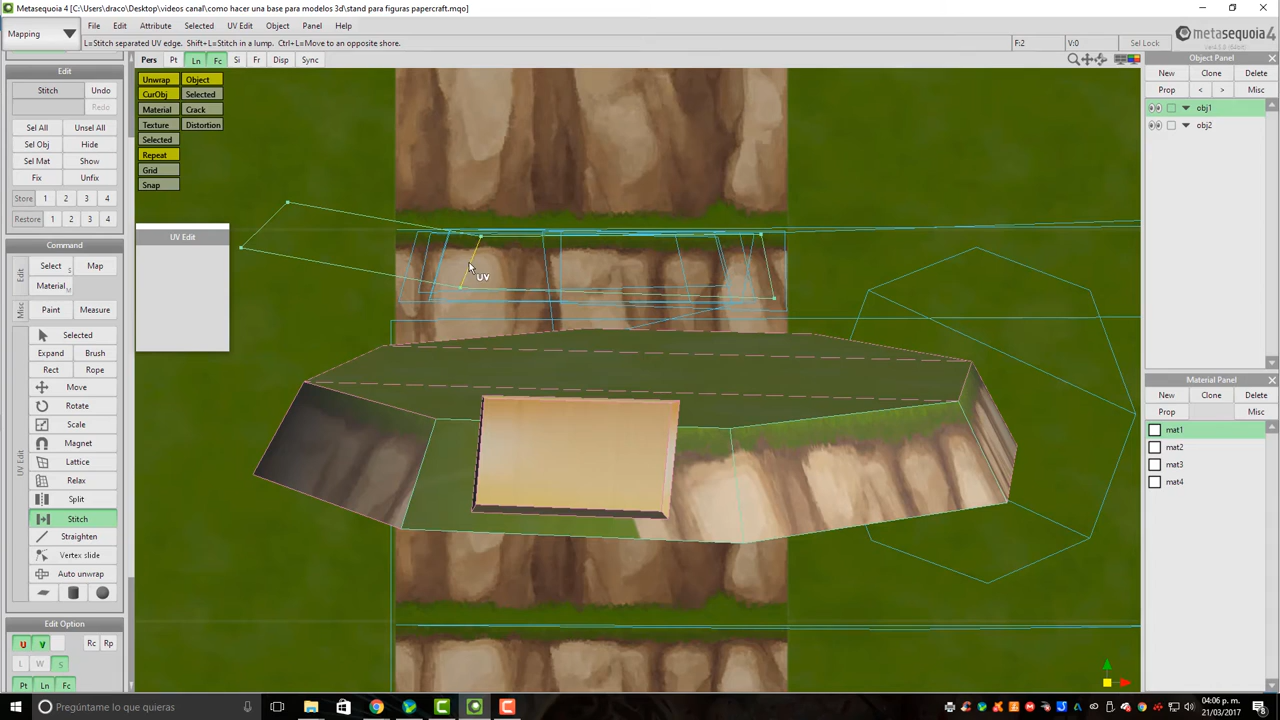 Metasequoia 4 [C:\Users\draco\Desktop\videos canal\como hacer una base para modelos 3d\stand para figuras papercraft.mqo]
Mapping
File Edit Attribute Selected UV Edit Object Panel Help
metasequoia 4
L=Stitch separated UV edge. Shift+L=Stitch in a lump. Ctrl+L=Move to an opposite shore.
F:2 V:0 Sel Lock
Pers Pt Ln Fc Si Fr Disp Sync
Object Panel
Edit
New Clone Delete
Prop < > Misc
Stitch Undo
Redo
Unwrap Object
CurObj Selected
Material Crack
Texture Distortion
Selected
Repeat
Grid
Snap
obj1
obj2
Sel All Unsel All
Sel Obj Hide
Sel Mat Show
Fix Unfix
Store 1 2 3 4
Restore 1 2 3 4
UV Edit
UV
Command
Edit
Select S Map
Material M
Misc
Paint Measure
UV Edit
Selected
Expand Brush
Rect Rope
Move
Rotate
Scale
Magnet
Lattice
Relax
Split
Stitch
Straighten
Vertex slide
Auto unwrap
Material Panel
New Clone Delete
Prop Misc
mat1
mat2
mat3
mat4
Edit Option
U V Rc Rp
L W S
Pt Ln Fc
Pregúntame lo que quieras
04:06 p. m.
21/03/2017